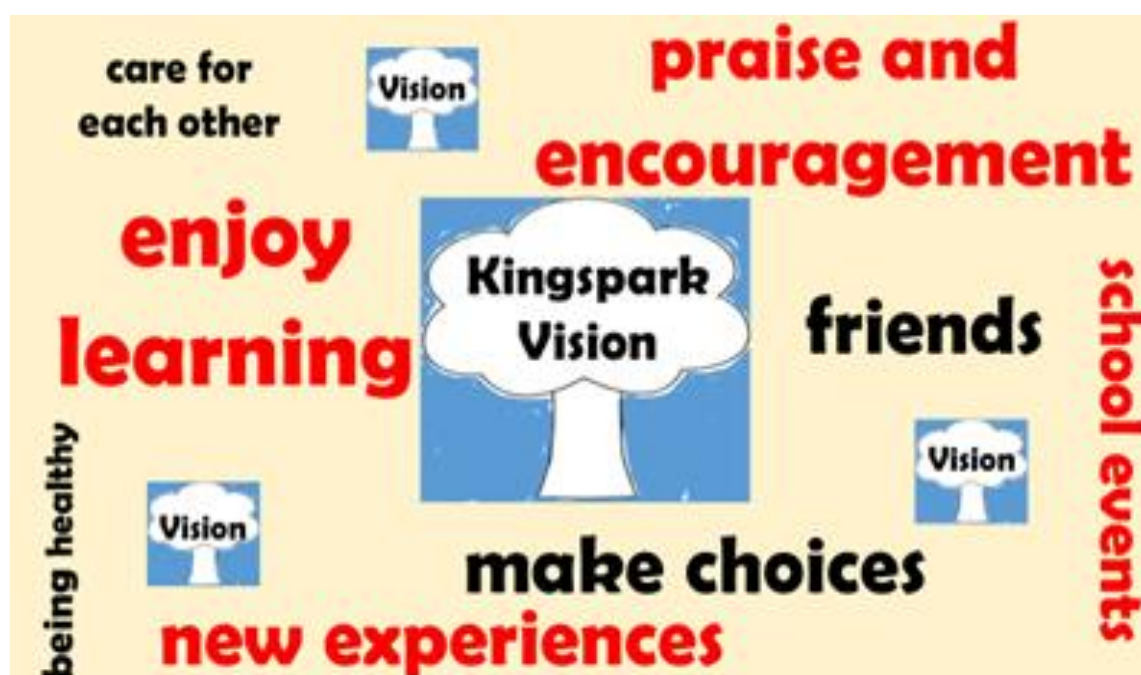 care for
each other
Vision
praise and
encouragement
enjoy
learning
Kingspark
Vision
friends
school events
being healthy
Vision
Vision
make choices
new experiences